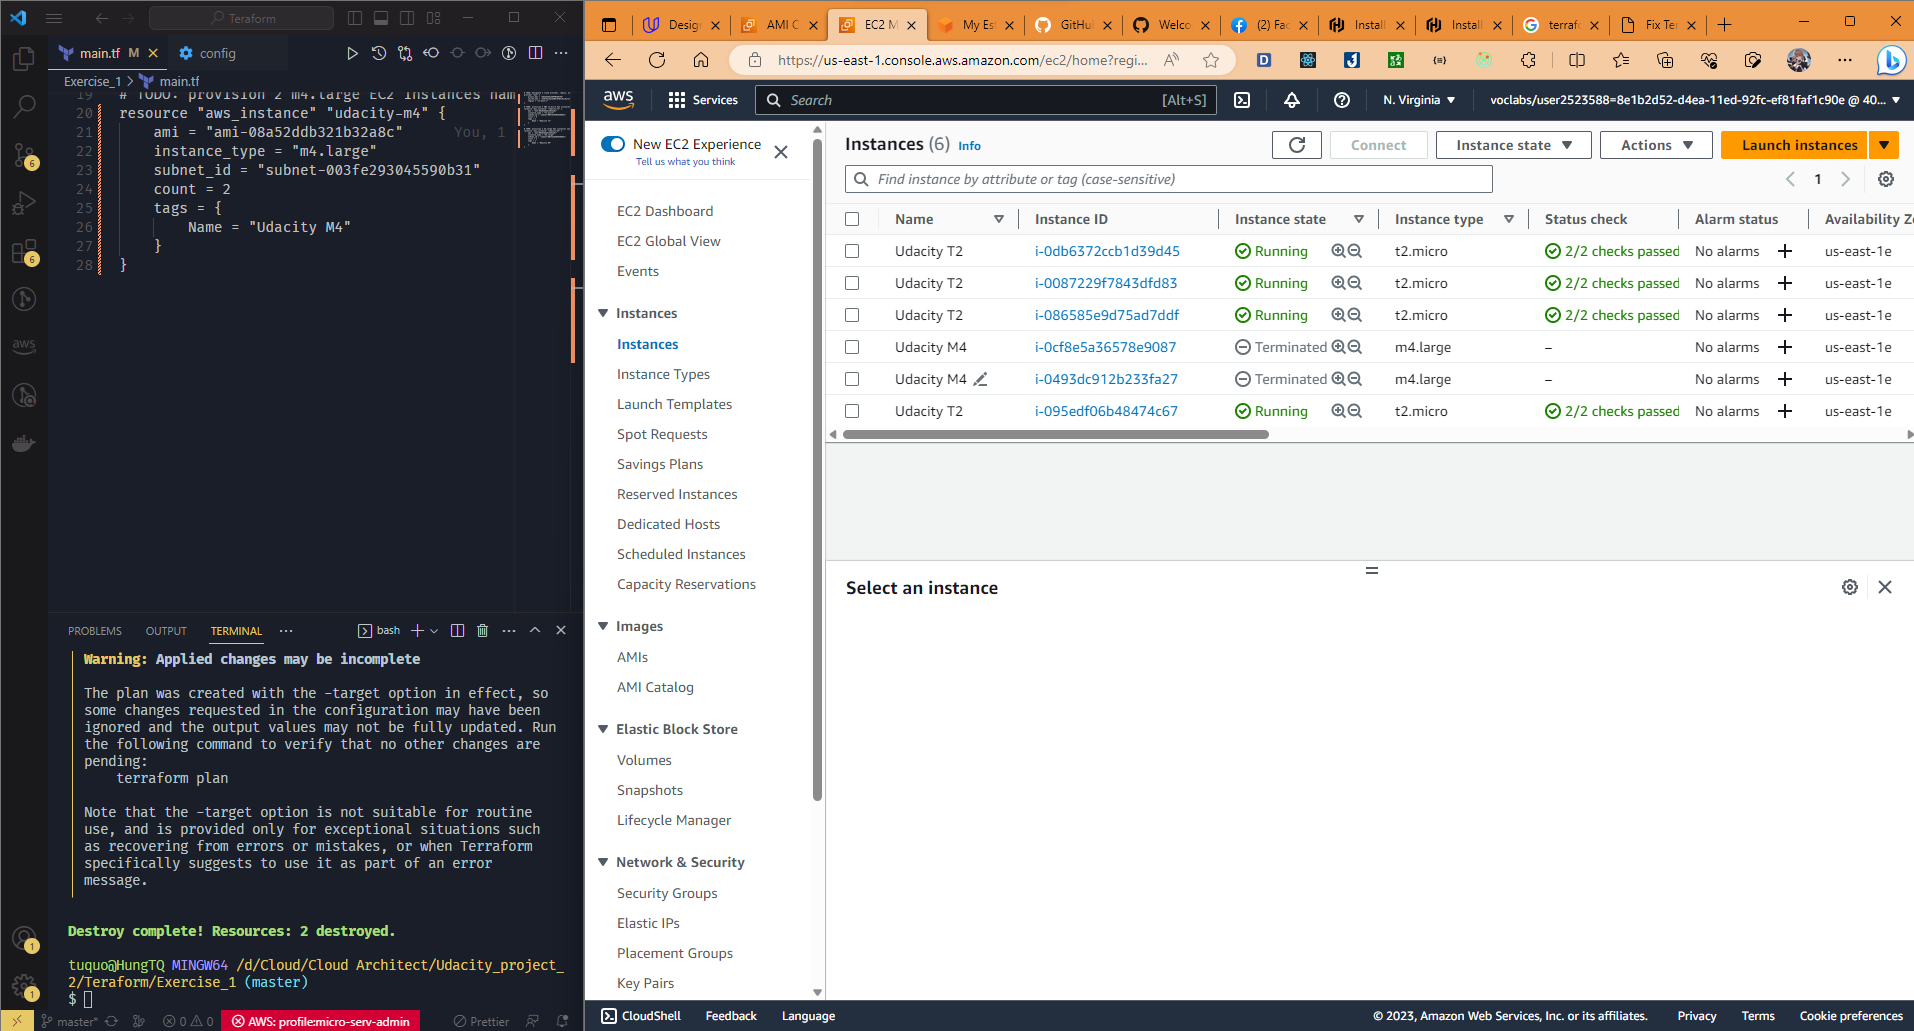 Teraform
main.tf M
config
Exercise_1 > main.tf
19 # TODO: provision 2 m4.large EC2 instances nam
20 resource "aws_instance" "udacity-m4" {
21 ami = "ami-08a52ddb321b32a8c" You, 1
22 instance_type = "m4.large"
23 subnet_id = "subnet-003fe293045590b31"
24 count = 2
25 tags = {
26 Name = "Udacity M4"
27 }
28 }
PROBLEMS OUTPUT TERMINAL ... bash
Warning: Applied changes may be incomplete
The plan was created with the -target option in effect, so
some changes requested in the configuration may have been
ignored and the output values may not be fully updated. Run
the following command to verify that no other changes are
pending:
terraform plan
Note that the -target option is not suitable for routine
use, and is provided only for exceptional situations such
as recovering from errors or mistakes, or when Terraform
specifically suggests to use it as part of an error
message.
Destroy complete! Resources: 2 destroyed.
tuquo@HungTQ MINGW64 /d/Cloud/Cloud Architect/Udacity_project_
2/Teraform/Exercise_1 (master)
$
6
6
aws
1
1
master* 0 0 AWS: profile:micro-serv-admin Prettier
Design AMI C EC2 M My Es GitHub Welco (2) Fac Install Install terrafo Fix Ter
https://us-east-1.console.aws.amazon.com/ec2/home?regi...
aws Services Search [Alt+S] N. Virginia voclabs/user2523588=8e1b2d52-d4ea-11ed-92fc-ef81faf1c90e @ 40...
New EC2 Experience
Tell us what you think
EC2 Dashboard
EC2 Global View
Events
Instances
Instances
Instance Types
Launch Templates
Spot Requests
Savings Plans
Reserved Instances
Dedicated Hosts
Scheduled Instances
Capacity Reservations
Images
AMIs
AMI Catalog
Elastic Block Store
Volumes
Snapshots
Lifecycle Manager
Network & Security
Security Groups
Elastic IPs
Placement Groups
Key Pairs
Instances (6) Info Connect Instance state Actions Launch instances
Find instance by attribute or tag (case-sensitive) 1
Name Instance ID Instance state Instance type Status check Alarm status Availability Zo
Udacity T2 i-0db6372ccb1d39d45 Running t2.micro 2/2 checks passed No alarms + us-east-1e
Udacity T2 i-0087229f7843dfd83 Running t2.micro 2/2 checks passed No alarms + us-east-1e
Udacity T2 i-086585e9d75ad7ddf Running t2.micro 2/2 checks passed No alarms + us-east-1e
Udacity M4 i-0cf8e5a36578e9087 Terminated m4.large – No alarms + us-east-1e
Udacity M4 i-0493dc912b233fa27 Terminated m4.large – No alarms + us-east-1e
Udacity T2 i-095edf06b48474c67 Running t2.micro 2/2 checks passed No alarms + us-east-1e
Select an instance
CloudShell Feedback Language © 2023, Amazon Web Services, Inc. or its affiliates. Privacy Terms Cookie preferences